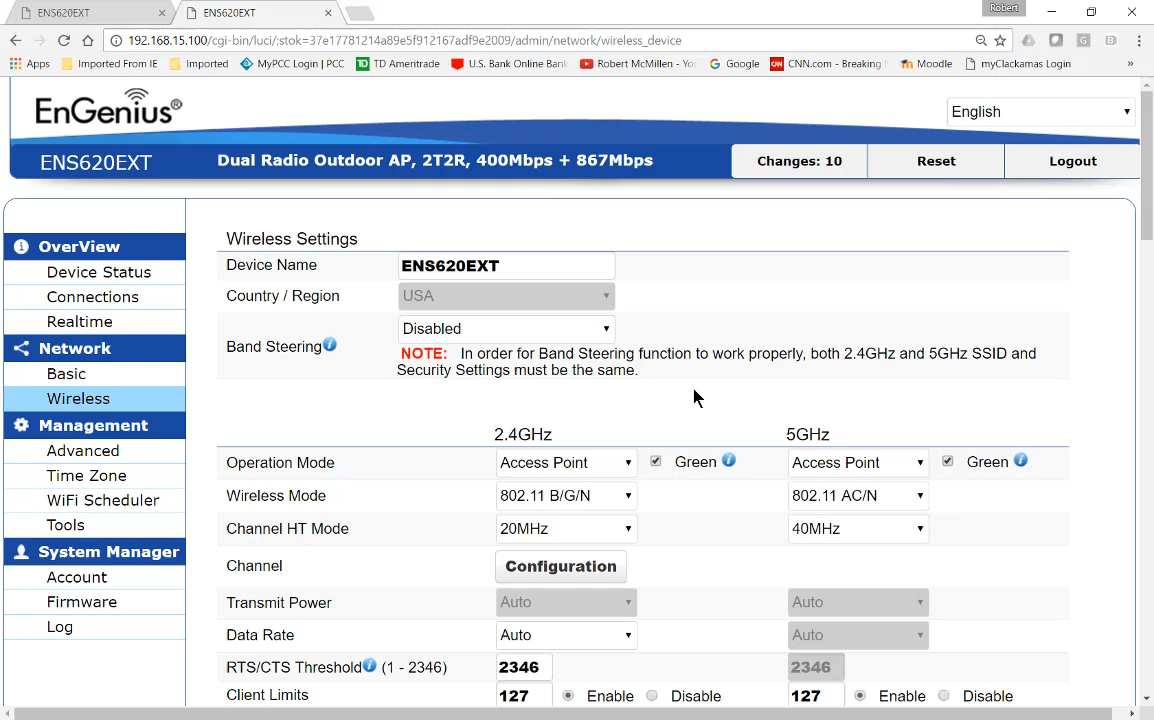 ENS620EXT
ENS620EXT
Robert
192.168.15.100/cgi-bin/luci/;stok=37e17781214a89e5f912167adf9e2009/admin/network/wireless_device
Apps Imported From IE Imported MyPCC Login | PCC TD Ameritrade U.S. Bank Online Bank Robert McMillen - You Google CNN.com - Breaking Moodle myClackamas Login »
EnGenius®
English
ENS620EXT Dual Radio Outdoor AP, 2T2R, 400Mbps + 867Mbps Changes: 10 Reset Logout
OverView
Device Status
Connections
Realtime
Network
Basic
Wireless
Management
Advanced
Time Zone
WiFi Scheduler
Tools
System Manager
Account
Firmware
Log
Wireless Settings
Device Name ENS620EXT
Country / Region USA
Band Steering Disabled
NOTE: In order for Band Steering function to work properly, both 2.4GHz and 5GHz SSID and
Security Settings must be the same.
2.4GHz 5GHz
Operation Mode Access Point Green Access Point Green
Wireless Mode 802.11 B/G/N 802.11 AC/N
Channel HT Mode 20MHz 40MHz
Channel Configuration
Transmit Power Auto Auto
Data Rate Auto Auto
RTS/CTS Threshold (1 - 2346) 2346 2346
Client Limits 127 Enable Disable 127 Enable Disable